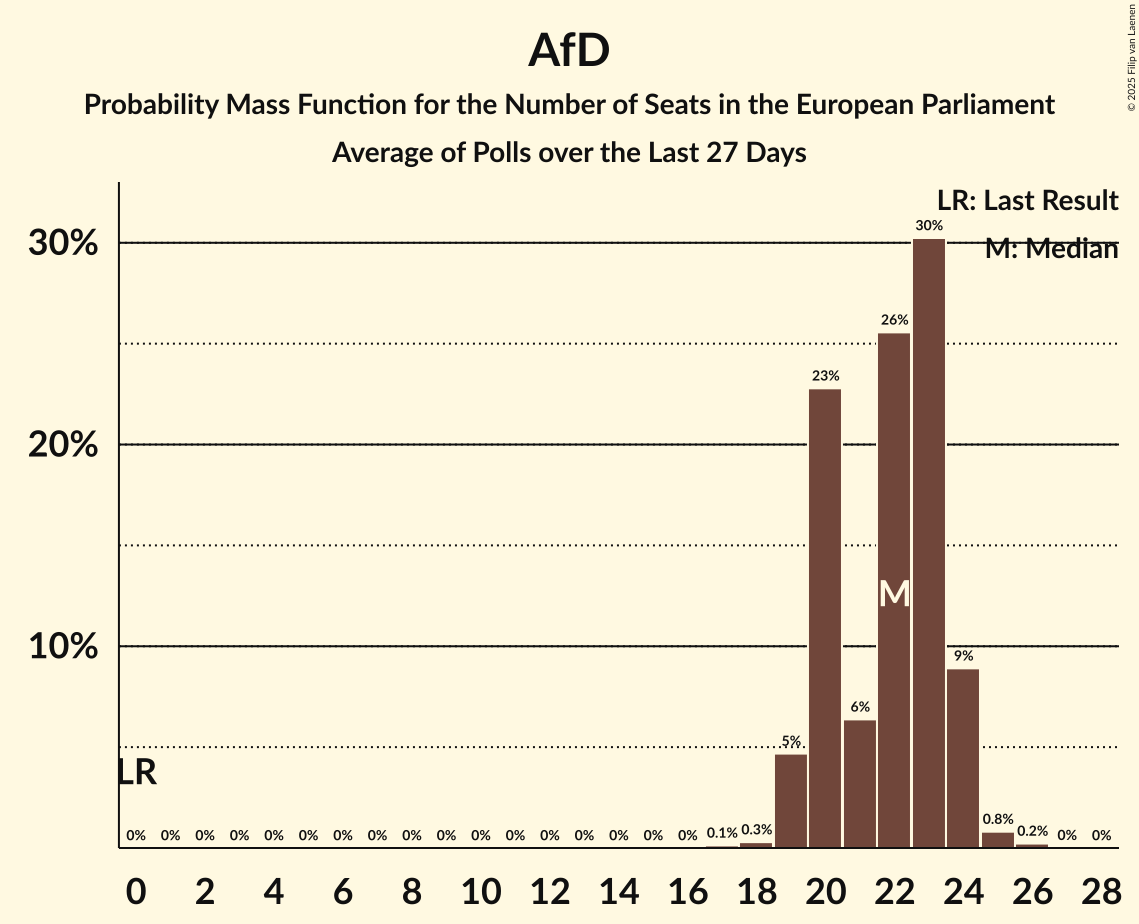 © 2025 Filip van Laenen
AfD
Probability Mass Function for the Number of Seats in the European Parliament
Average of Polls over the Last 27 Days
LR: Last Result
M: Median
30%
20%
10%
30%
26%
23%
M
9%
6%
5%
LR
0% 0% 0% 0% 0% 0% 0% 0% 0% 0% 0% 0% 0% 0% 0% 0% 0% 0.1% 0.3% 0.8% 0.2% 0% 0%
0 2 4 6 8 10 12 14 16 18 20 22 24 26 28